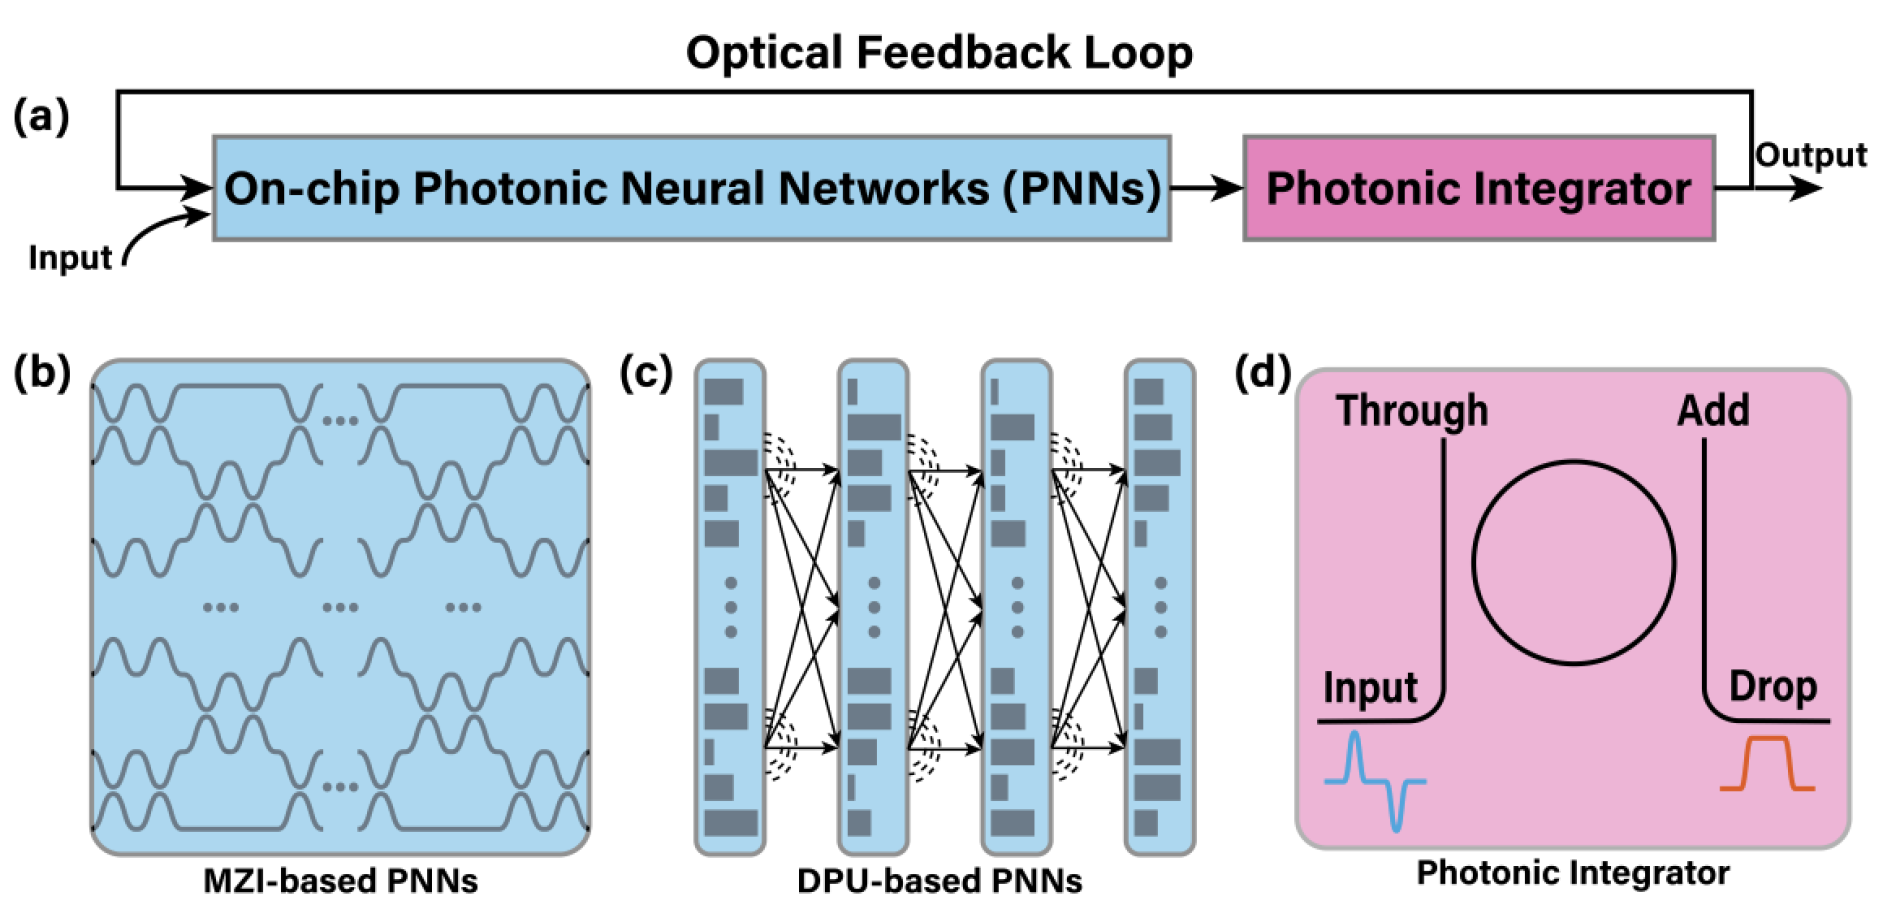 Optical Feedback Loop
(a)
On-chip Photonic Neural Networks (PNNs)
Photonic Integrator
Output
Input
(b)
MZI-based PNNs
(c)
DPU-based PNNs
(d)
Through
Add
Input
Drop
Photonic Integrator